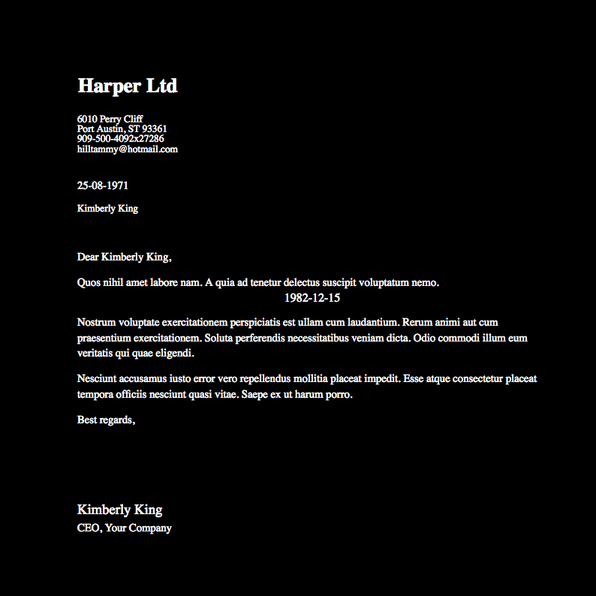 Harper Ltd
6010 Perry Cliff
Port Austin, ST 93361
909-500-4092x27286
hilltammy@hotmail.com
25-08-1971
Kimberly King
Dear Kimberly King,
Quos nihil amet labore nam. A quia ad tenetur delectus suscipit voluptatum nemo.
1982-12-15
Nostrum voluptate exercitationem perspiciatis est ullam cum laudantium. Rerum animi aut cum
praesentium exercitationem. Soluta perferendis necessitatibus veniam dicta. Odio commodi illum eum
veritatis qui quae eligendi.
Nesciunt accusamus iusto error vero repellendus mollitia placeat impedit. Esse atque consectetur placeat
tempora officiis nesciunt quasi vitae. Saepe ex ut harum porro.
Best regards,
Kimberly King
CEO, Your Company